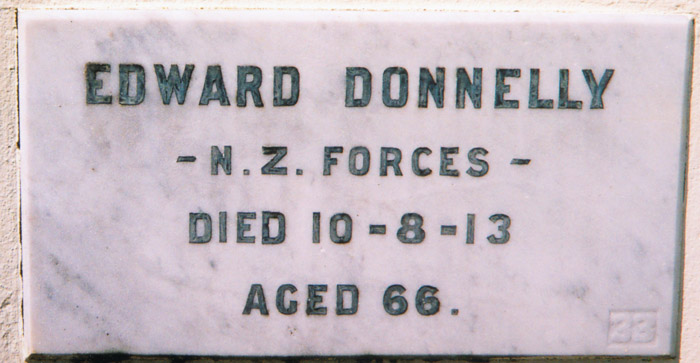 EDWARD DONNELLY
- N. Z. FORCES -
DIED 10-8-13
AGED 66.
33